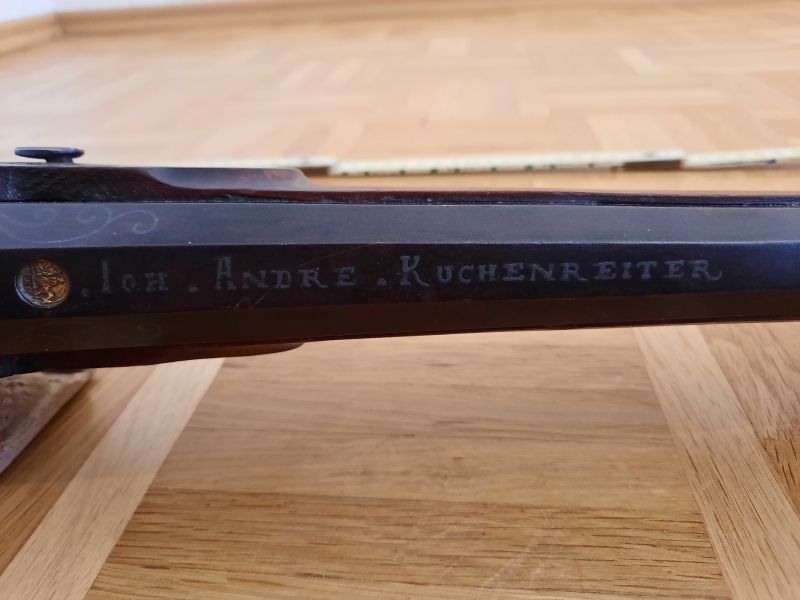 . IOH . ANDRE . KUCHENREITER